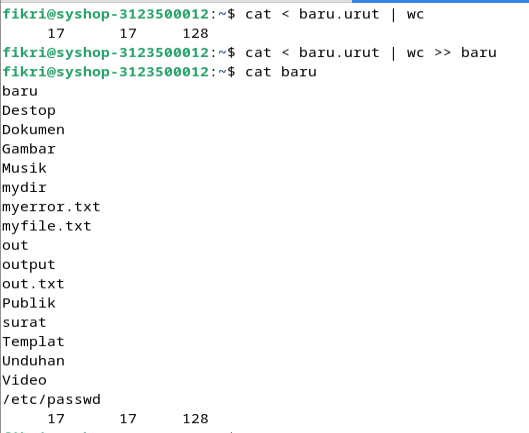 fikri@syshop-3123500012:~$ cat < baru.urut | wc
17 17 128
fikri@syshop-3123500012:~$ cat < baru.urut | wc >> baru
fikri@syshop-3123500012:~$ cat baru
baru
Destop
Dokumen
Gambar
Musik
mydir
myerror.txt
myfile.txt
out
output
out.txt
Publik
surat
Templat
Unduhan
Video
/etc/passwd
17 17 128